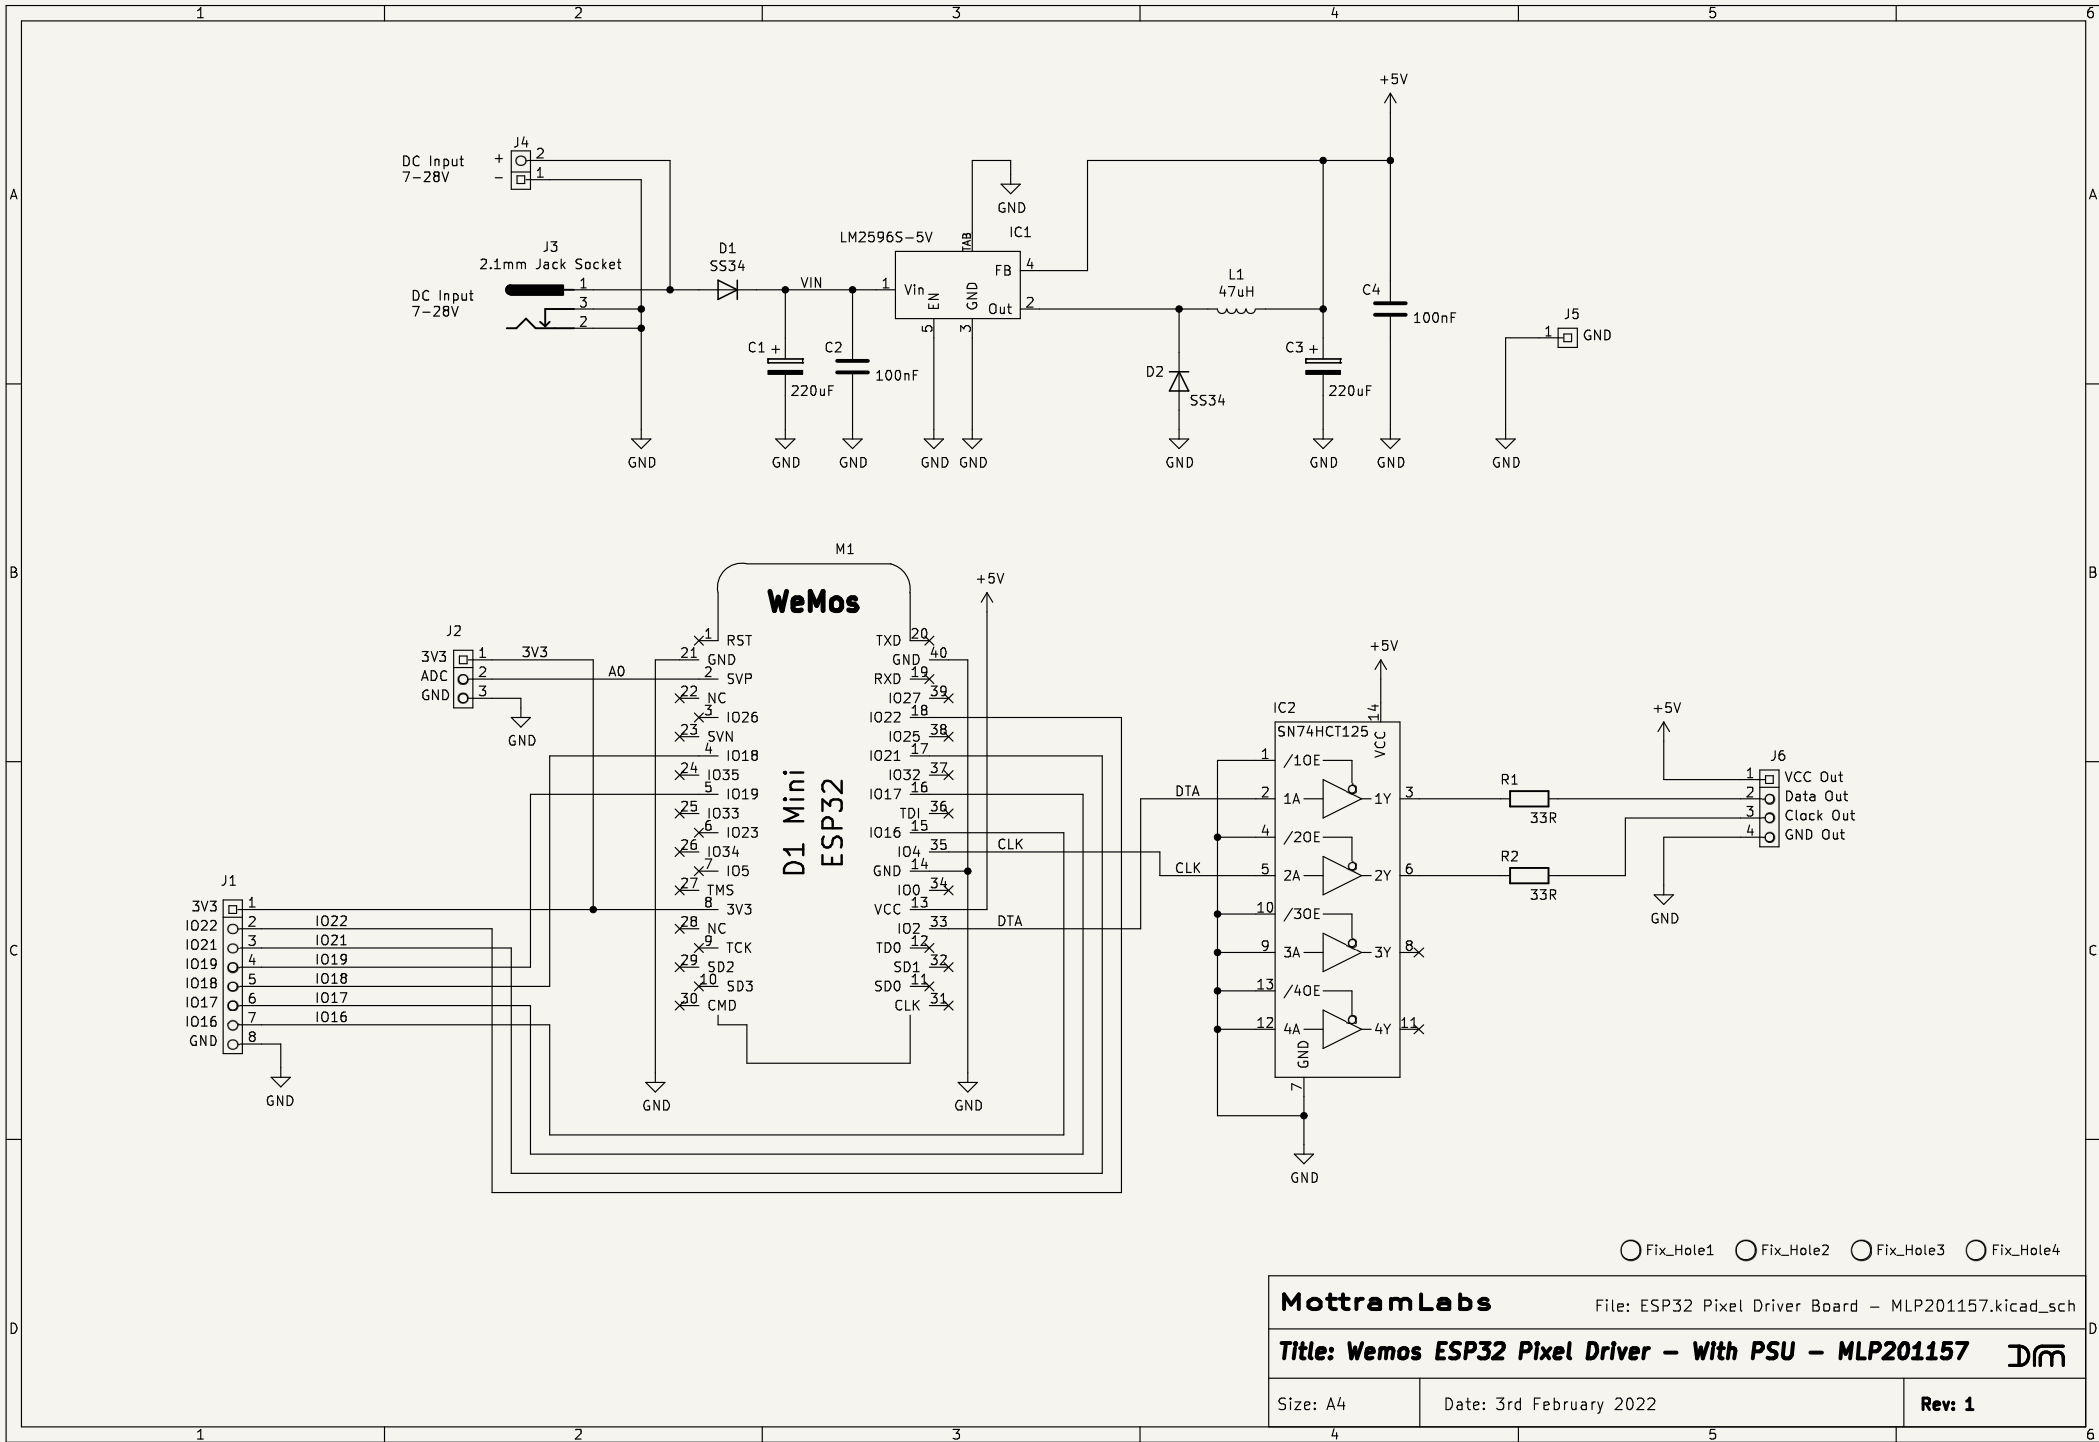 1 2 3 4 5 6
A A
B B
C C
D D
+5V
J4
DC Input
7-28V
+ 2
- 1
J3
2.1mm Jack Socket
DC Input
7-28V
1
3
2
GND
D1
SS34
VIN
C1 +
220uF
GND
C2
100nF
GND
LM2596S-5V
IC1
TAB
GND
1 Vin
FB 4
Out 2
EN
5
GND
3
GND GND
D2
SS34
GND
L1
47uH
C3 +
220uF
GND
C4
100nF
GND
J5
1 GND
GND
M1
WeMos
D1 Mini
ESP32
+5V
J2
3V3 1 3V3
ADC 2 A0
GND 3
GND
1 RST
21 GND
2 SVP
22 NC
3 IO26
23 SVN
4 IO18
24 IO35
5 IO19
25 IO33
6 IO23
26 IO34
7 IO5
27 TMS
8 3V3
28 NC
9 TCK
29 SD2
10 SD3
30 CMD
TXD 20
GND 40
RXD 19
IO27 39
IO22 18
IO25 38
IO21 17
IO32 37
IO17 16
TDI 36
IO16 15
IO4 35 CLK
GND 14
IO0 34
VCC 13
IO2 33 DTA
TD0 12
SD1 32
SD0 11
CLK 31
GND
GND
J1
3V3 1
IO22 2 IO22
IO21 3 IO21
IO19 4 IO19
IO18 5 IO18
IO17 6 IO17
IO16 7 IO16
GND 8
GND
+5V
IC2
SN74HCT125
14
VCC
1 /1OE
DTA 2 1A 1Y 3
4 /2OE
CLK 5 2A 2Y 6
10 /3OE
9 3A 3Y 8
13 /4OE
12 4A 4Y 11
GND
7
GND
R1
33R
R2
33R
+5V
J6
1 VCC Out
2 Data Out
3 Clock Out
4 GND Out
GND
Fix_Hole1 Fix_Hole2 Fix_Hole3 Fix_Hole4
MottramLabs File: ESP32 Pixel Driver Board - MLP201157.kicad_sch
Title: Wemos ESP32 Pixel Driver - With PSU - MLP201157 DM
Size: A4 Date: 3rd February 2022 Rev: 1
1 2 3 4 5 6